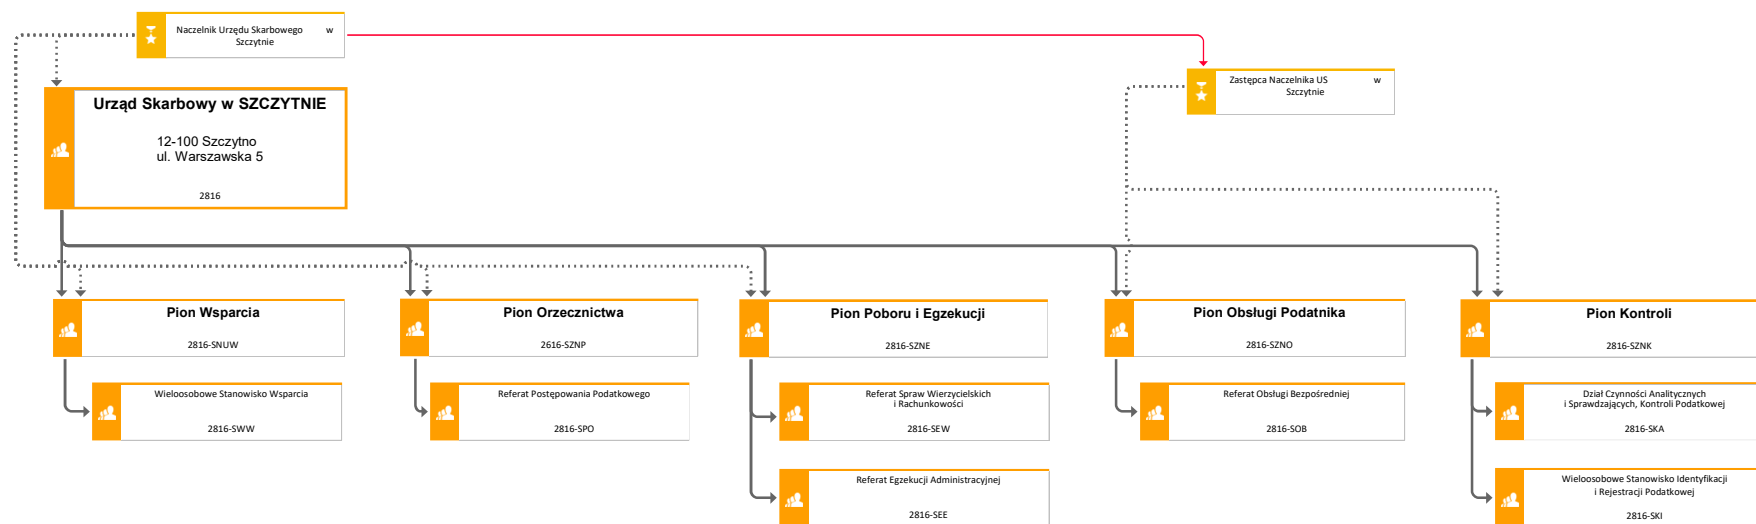 Naczelnik Urzędu Skarbowego w
Szczytnie
Zastępca Naczelnika US w
Szczytnie
Urząd Skarbowy w SZCZYTNIE
12-100 Szczytno
ul. Warszawska 5
2816
Pion Wsparcia
2816-SNUW
Pion Orzecznictwa
2616-SZNP
Pion Poboru i Egzekucji
2816-SZNE
Pion Obsługi Podatnika
2816-SZNO
Pion Kontroli
2816-SZNK
Wieloosobowe Stanowisko Wsparcia
2816-SWW
Referat Postępowania Podatkowego
2816-SPO
Referat Spraw Wierzycielskich
i Rachunkowości
2816-SEW
Referat Obsługi Bezpośredniej
2816-SOB
Dział Czynności Analitycznych
i Sprawdzających, Kontroli Podatkowej
2816-SKA
Referat Egzekucji Administracyjnej
2816-SEE
Wieloosobowe Stanowisko Identyfikacji
i Rejestracji Podatkowej
2816-SKI